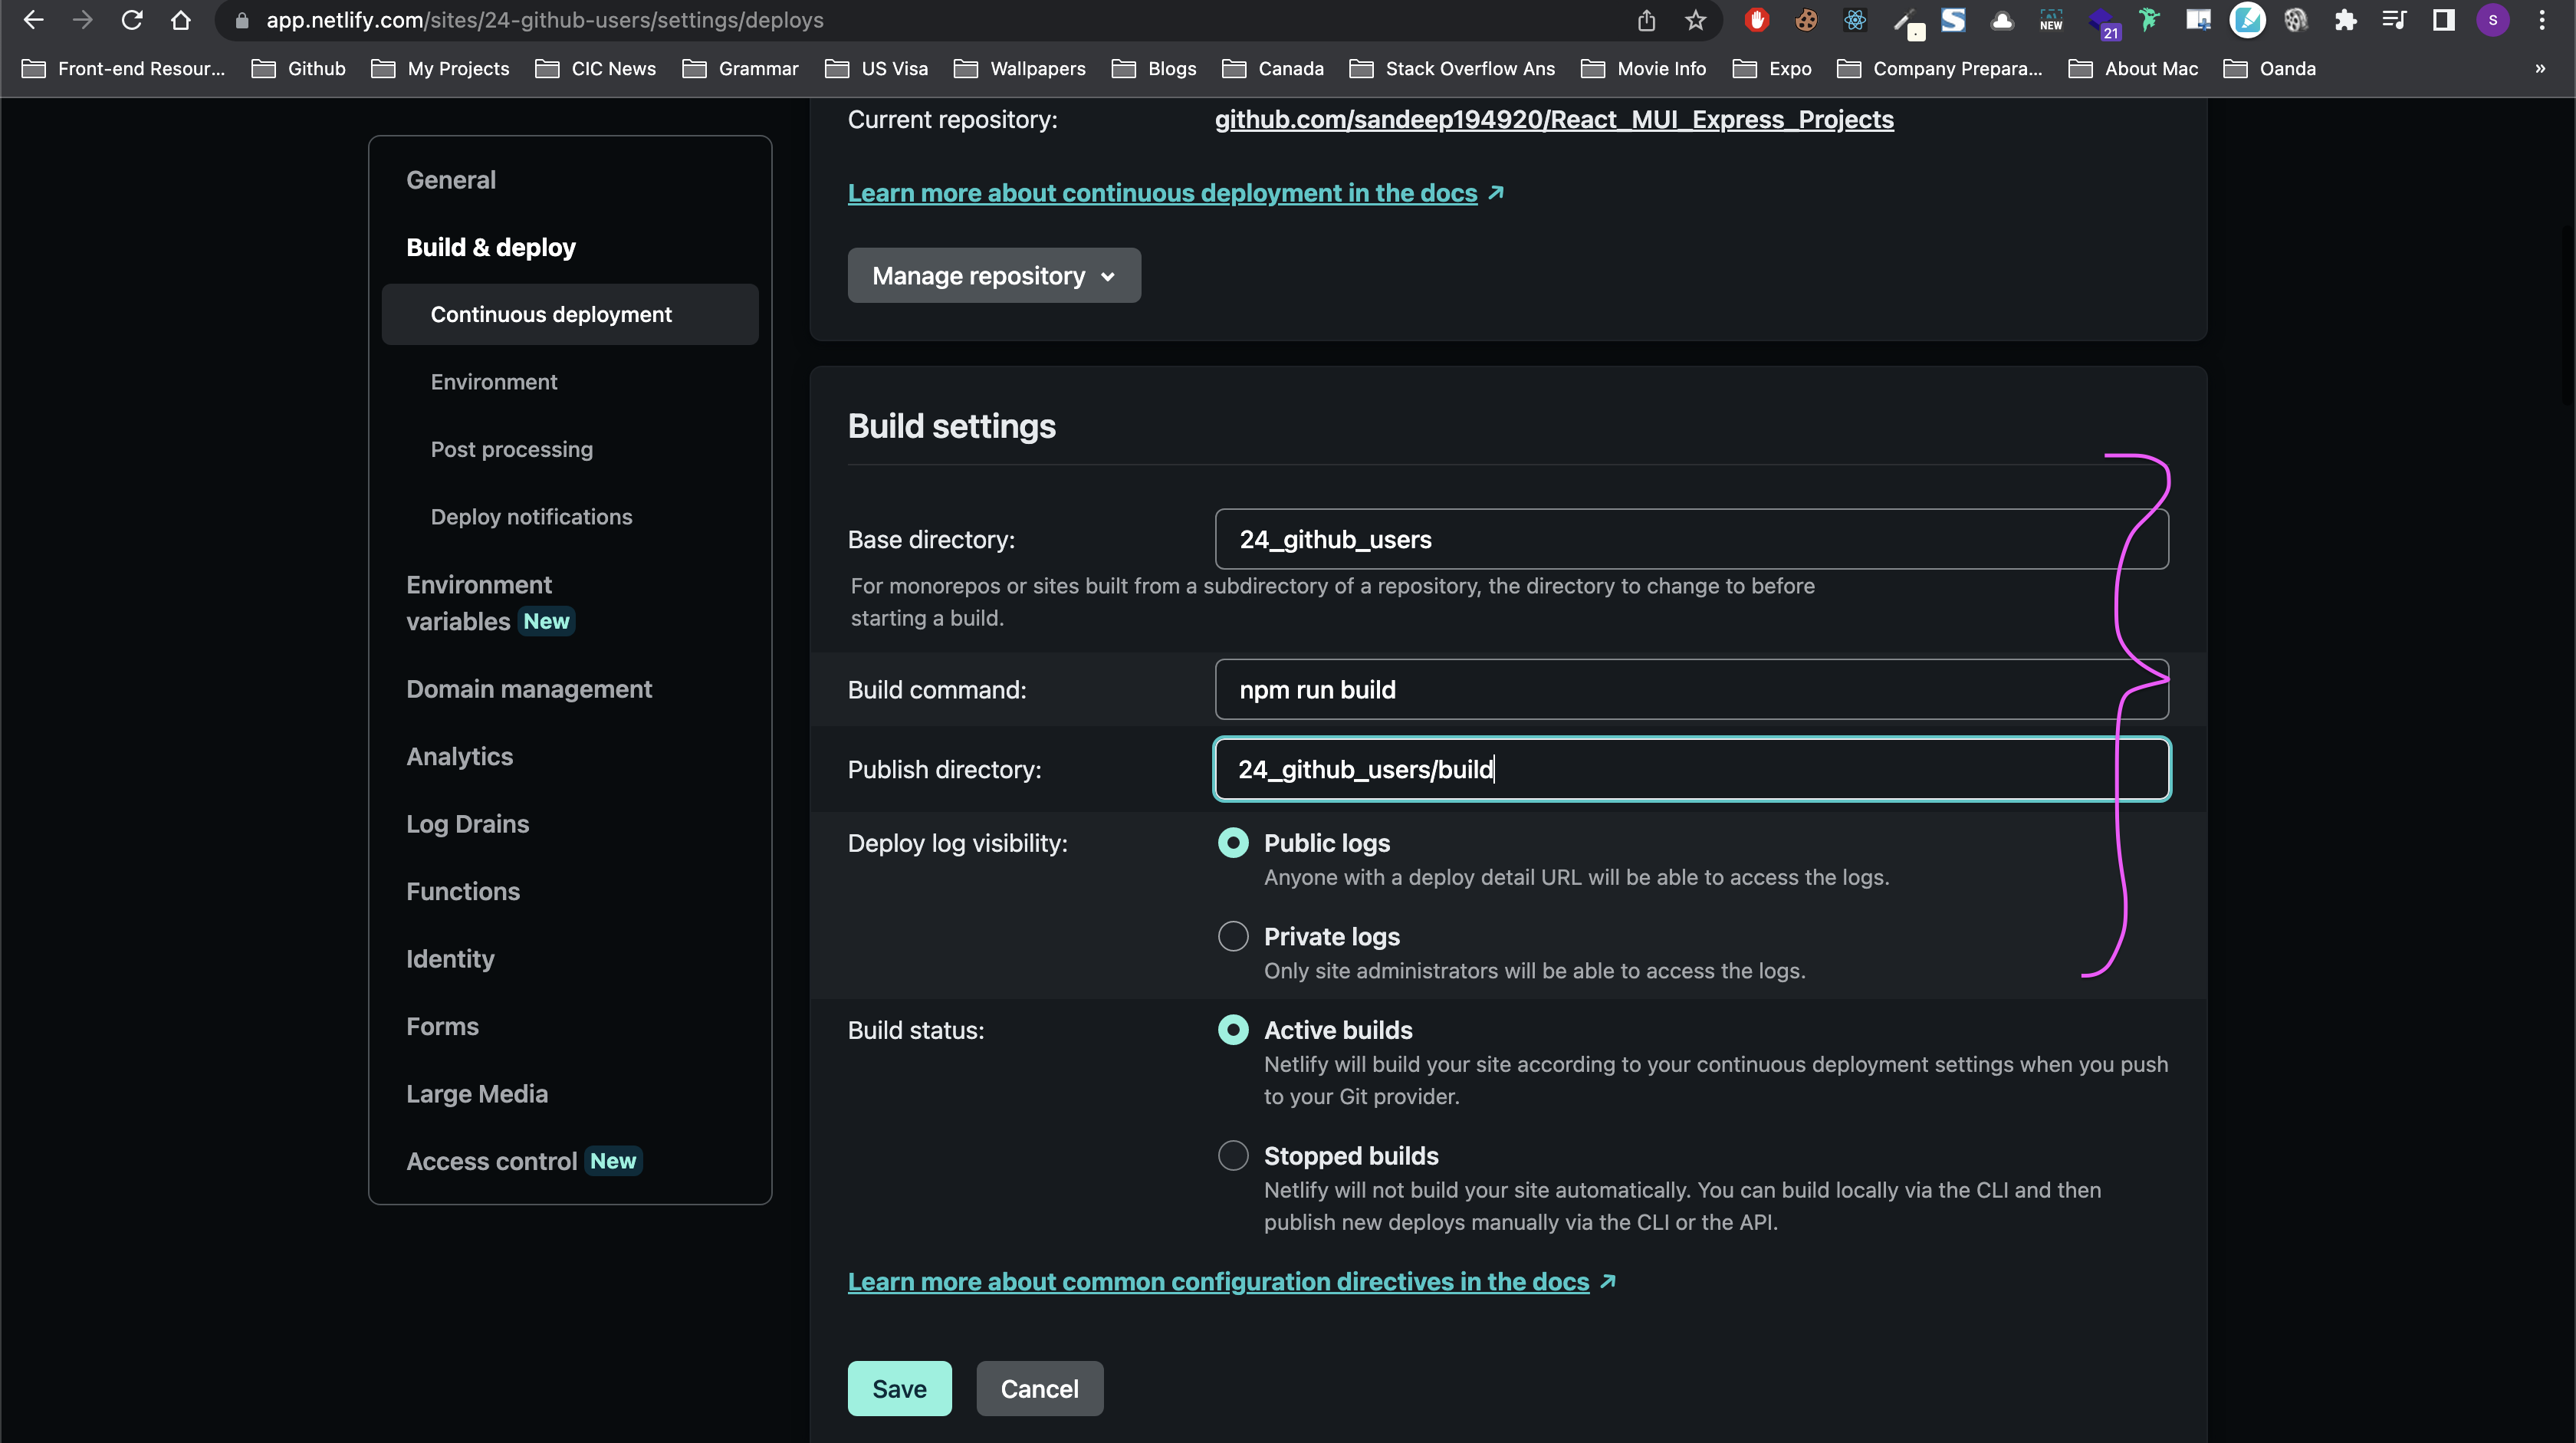 app.netlify.com/sites/24-github-users/settings/deploys
NEW
21
S
Front-end Resour...
Github
My Projects
CIC News
Grammar
US Visa
Wallpapers
Blogs
Canada
Stack Overflow Ans
Movie Info
Expo
Company Prepara...
About Mac
Oanda
»
General
Build & deploy
Continuous deployment
Environment
Post processing
Deploy notifications
Environment
variables New
Domain management
Analytics
Log Drains
Functions
Identity
Forms
Large Media
Access control New
Current repository: github.com/sandeep194920/React_MUI_Express_Projects
Learn more about continuous deployment in the docs ↗
Manage repository
Build settings
Base directory: 24_github_users
For monorepos or sites built from a subdirectory of a repository, the directory to change to before
starting a build.
Build command: npm run build
Publish directory: 24_github_users/build
Deploy log visibility: Public logs
Anyone with a deploy detail URL will be able to access the logs.
Private logs
Only site administrators will be able to access the logs.
Build status: Active builds
Netlify will build your site according to your continuous deployment settings when you push
to your Git provider.
Stopped builds
Netlify will not build your site automatically. You can build locally via the CLI and then
publish new deploys manually via the CLI or the API.
Learn more about common configuration directives in the docs ↗
Save
Cancel